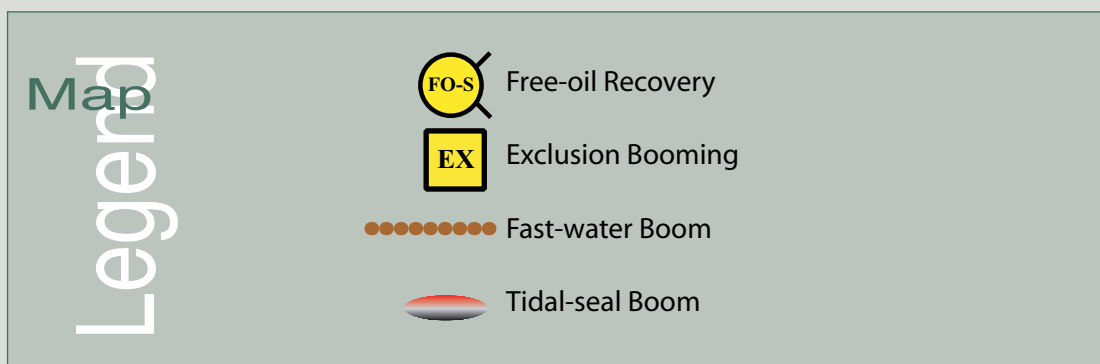 Map
Legend
FO-S Free-oil Recovery
EX Exclusion Booming
Fast-water Boom
Tidal-seal Boom